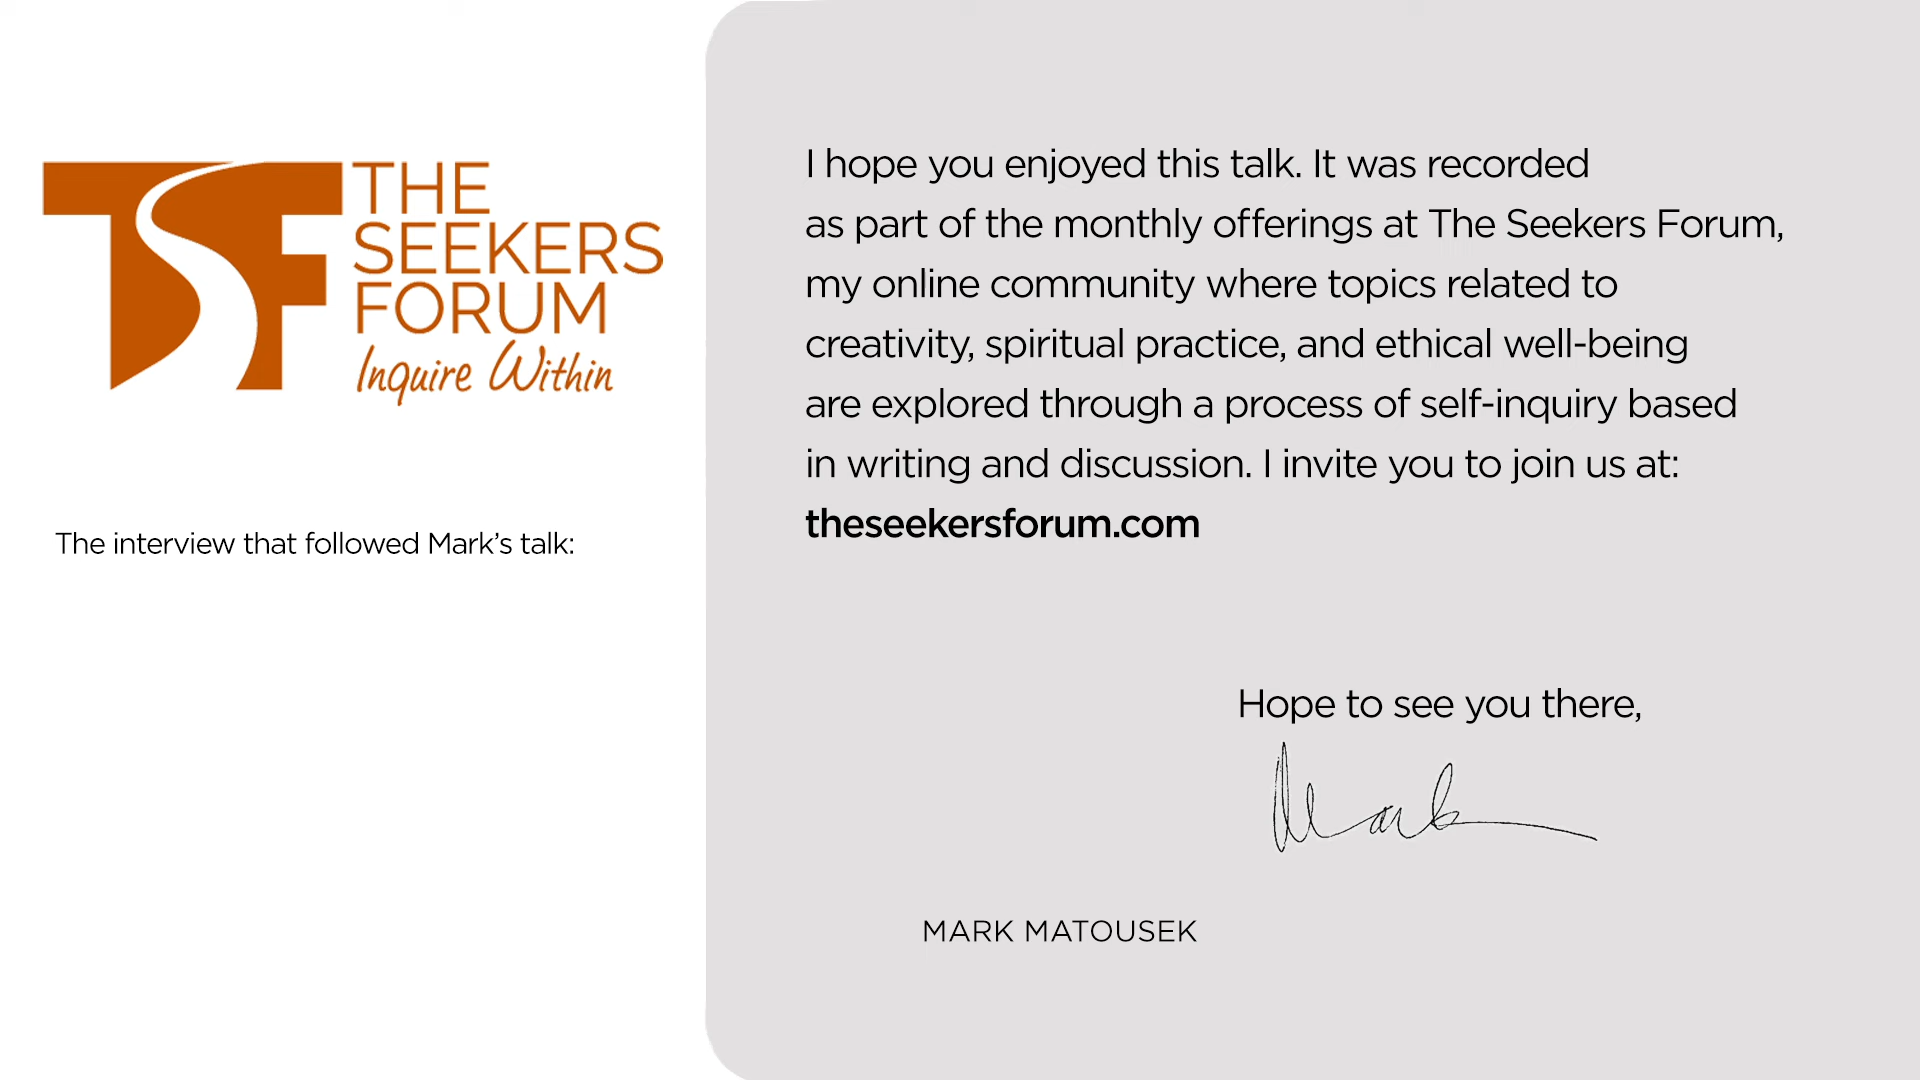 THE
SEEKERS
FORUM
Inquire Within
The interview that followed Mark’s talk:
I hope you enjoyed this talk. It was recorded
as part of the monthly offerings at The Seekers Forum,
my online community where topics related to
creativity, spiritual practice, and ethical well-being
are explored through a process of self-inquiry based
in writing and discussion. I invite you to join us at:
theseekersforum.com
Hope to see you there,
Mark
MARK MATOUSEK